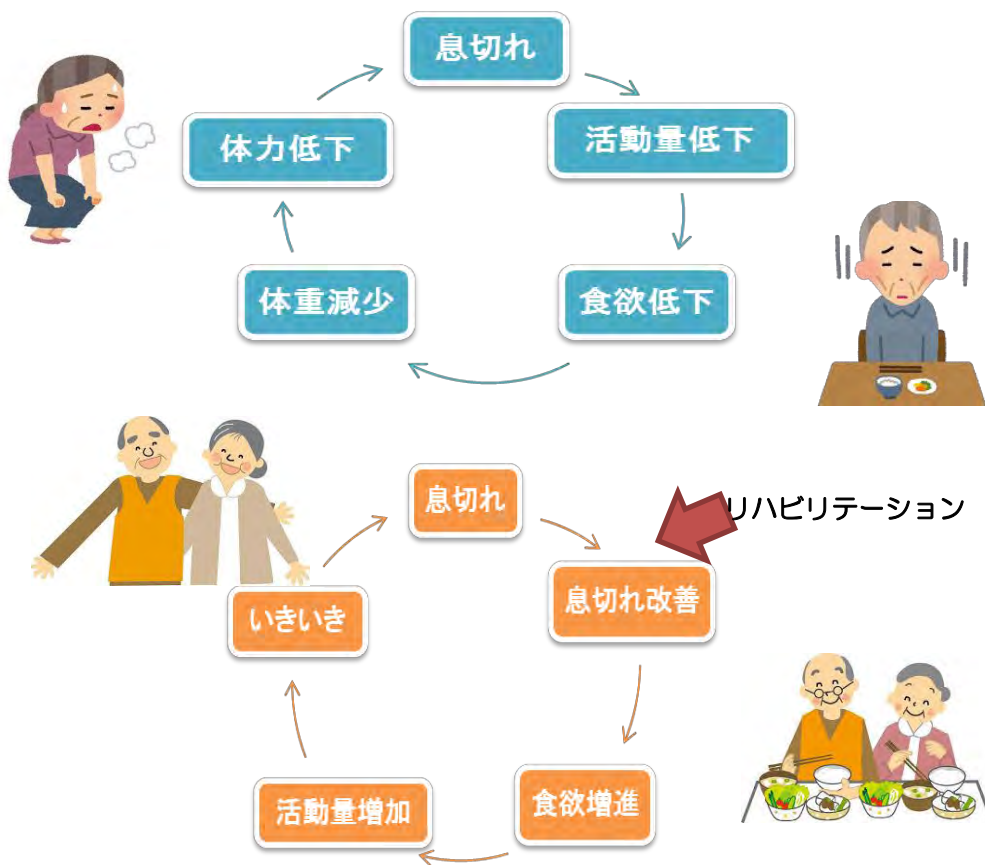 息切れ
活動量低下
食欲低下
体重減少
体力低下
息切れ
リハビリテーション
息切れ改善
食欲増進
活動量増加
いきいき